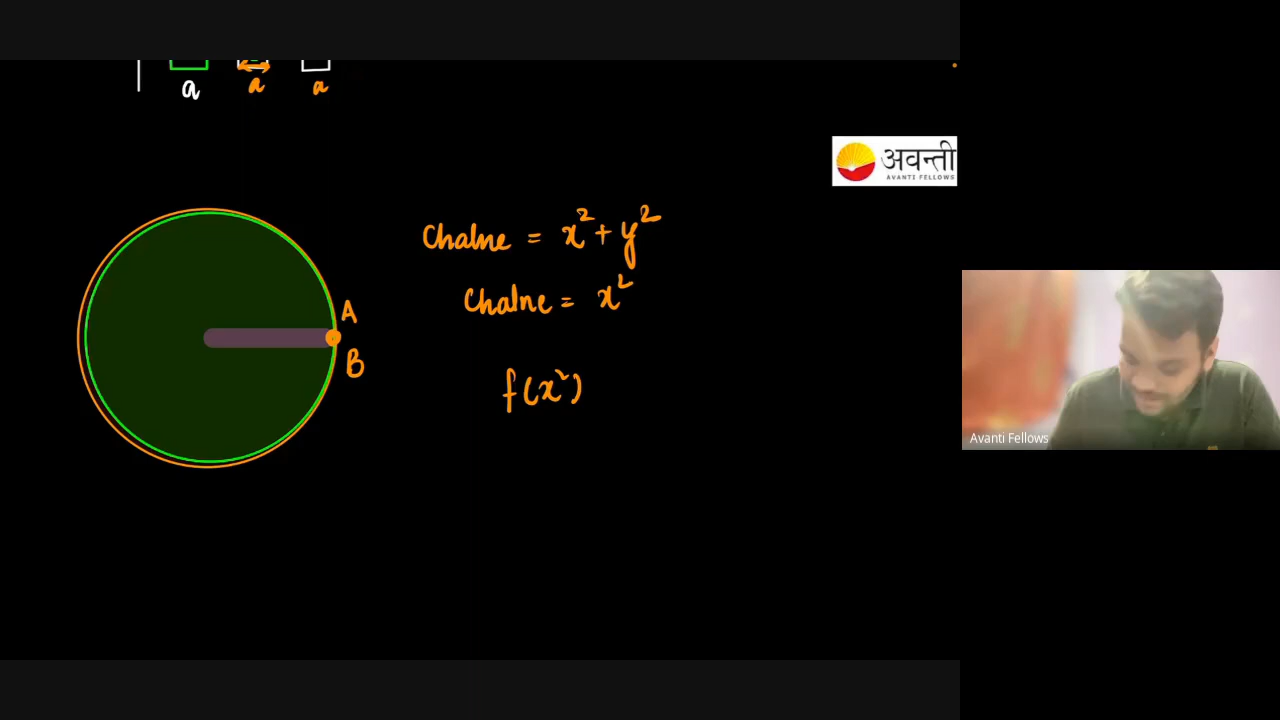 a a a
अवन्ती
AVANTI FELLOWS
Chalne = x² + y²
Chalne = x²
A
B
f(x²)
Avanti Fellows